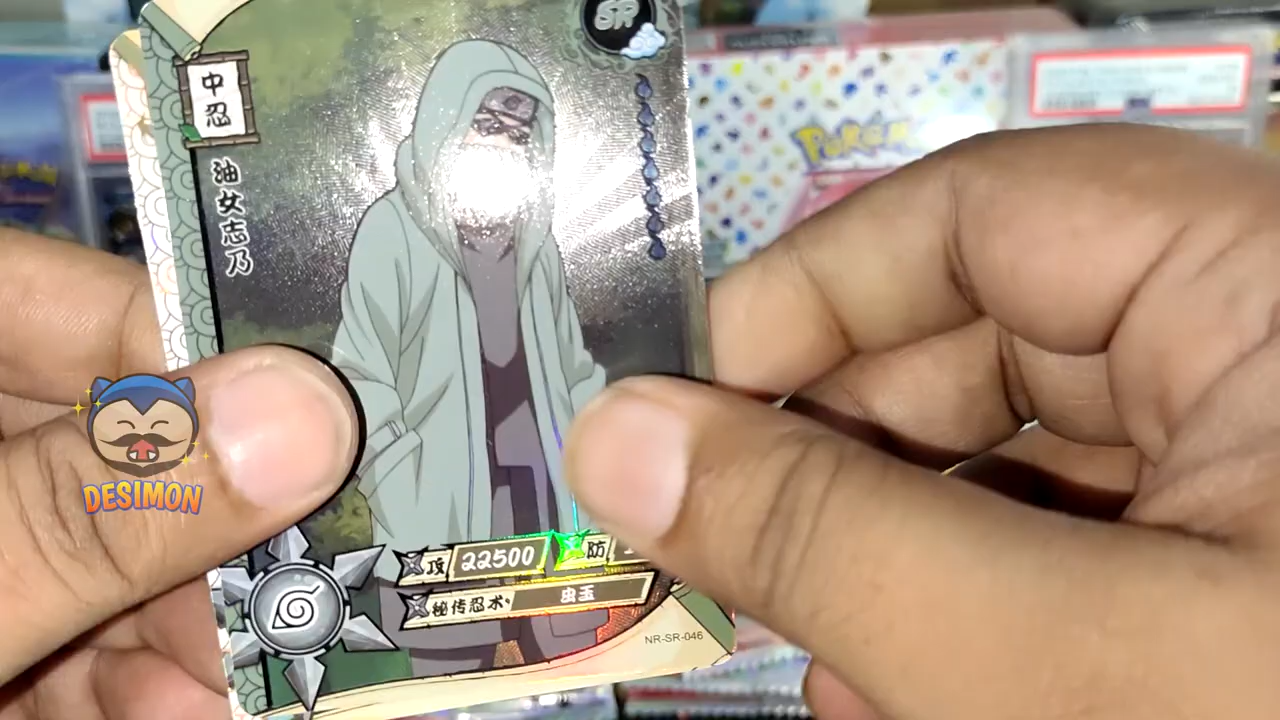 SR
中忍
油女志乃
POKÉM
DESIMON
攻 22500 防
秘传忍术 虫玉
NR-SR-046